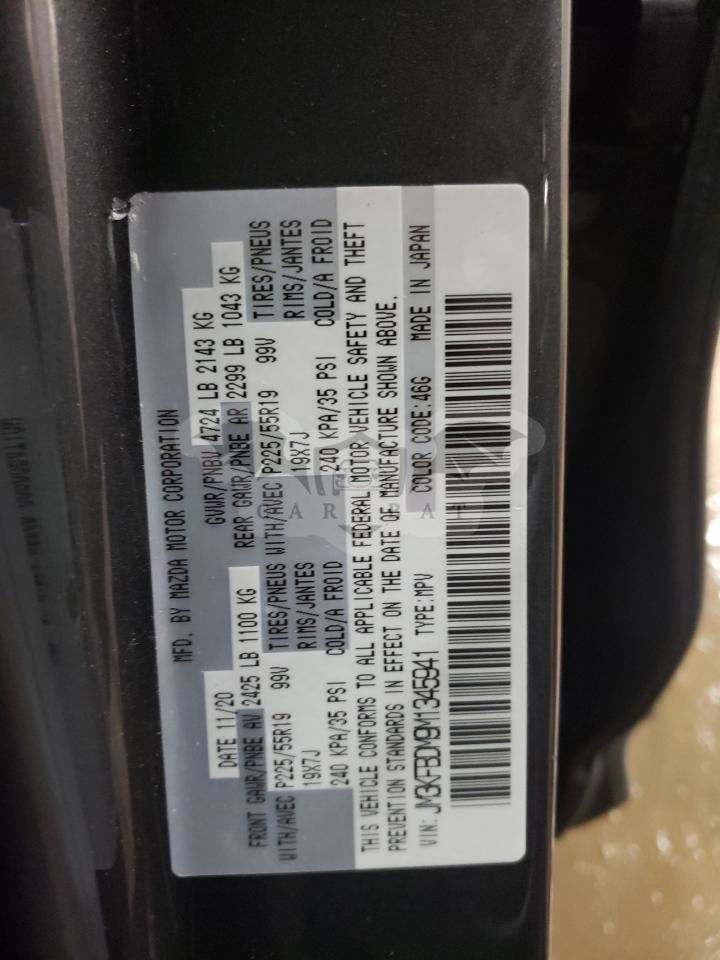 MFD. BY MAZDA MOTOR CORPORATION
DATE 11/20 GVWR/PNBV 4724 LB 2143 KG
FRONT GAWR/PNBE AV 2425 LB 1100 KG REAR GAWR/PNBE AR 2299 LB 1043 KG
WITH/AVEC P225/55R19 99V TIRES/PNEUS WITH/AVEC P225/55R19 99V TIRES/PNEUS
19X7J RIMS/JANTES 19X7J RIMS/JANTES
240 KPA/35 PSI COLD/A FROID 240 KPA/35 PSI COLD/A FROID
THIS VEHICLE CONFORMS TO ALL APPLICABLE FEDERAL MOTOR VEHICLE SAFETY AND THEFT
PREVENTION STANDARDS IN EFFECT ON THE DATE OF MANUFACTURE SHOWN ABOVE.
VIN: JM3KFBDM9M1345941 TYPE:MPV COLOR CODE:46G MADE IN JAPAN